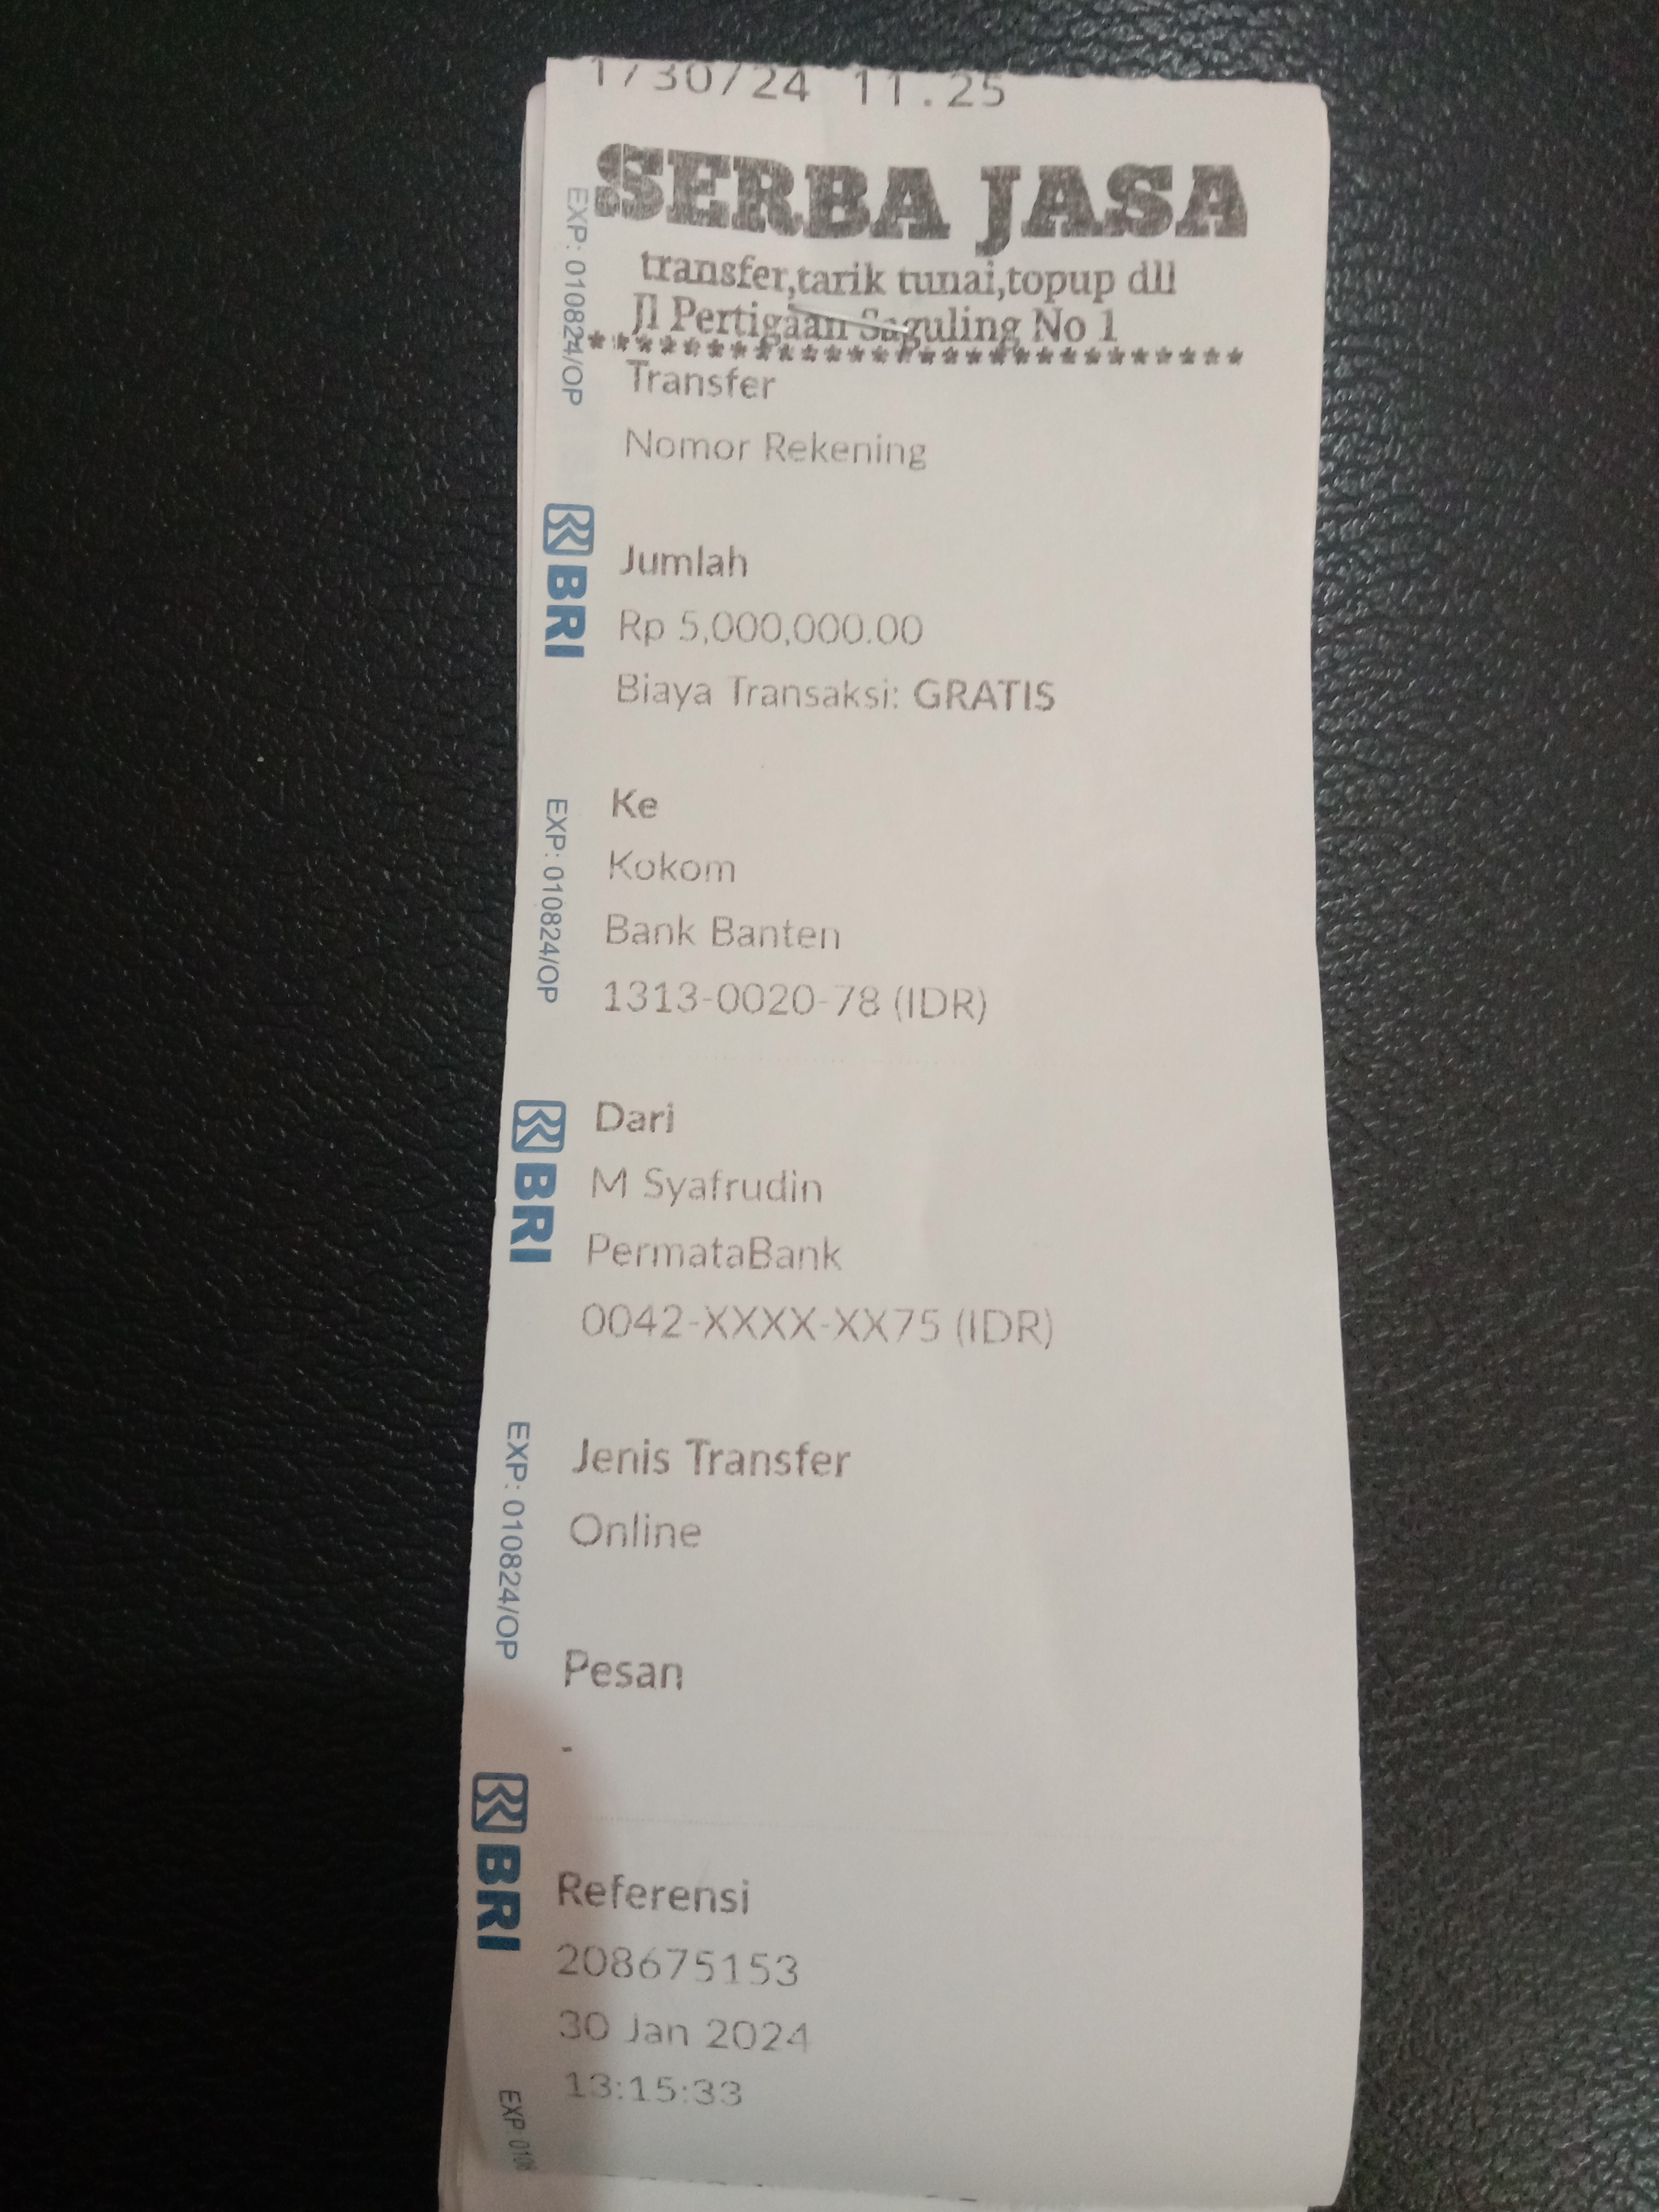 1/30/24 11.25
SERBA JASA
transfer,tarik tunai,topup dll
Jl Pertigaan Saguling No 1
******************************
Transfer
Nomor Rekening
Jumlah
Rp 5,000,000.00
Biaya Transaksi: GRATIS
Ke
Kokom
Bank Banten
1313-0020-78 (IDR)
Dari
M Syafrudin
PermataBank
0042-XXXX-XX75 (IDR)
Jenis Transfer
Online
Pesan
-
Referensi
208675153
30 Jan 2024
13:15:33
EXP: 010824/OP
BRI
EXP: 010824/OP
BRI
EXP: 010824/OP
BRI
EXP: 0108